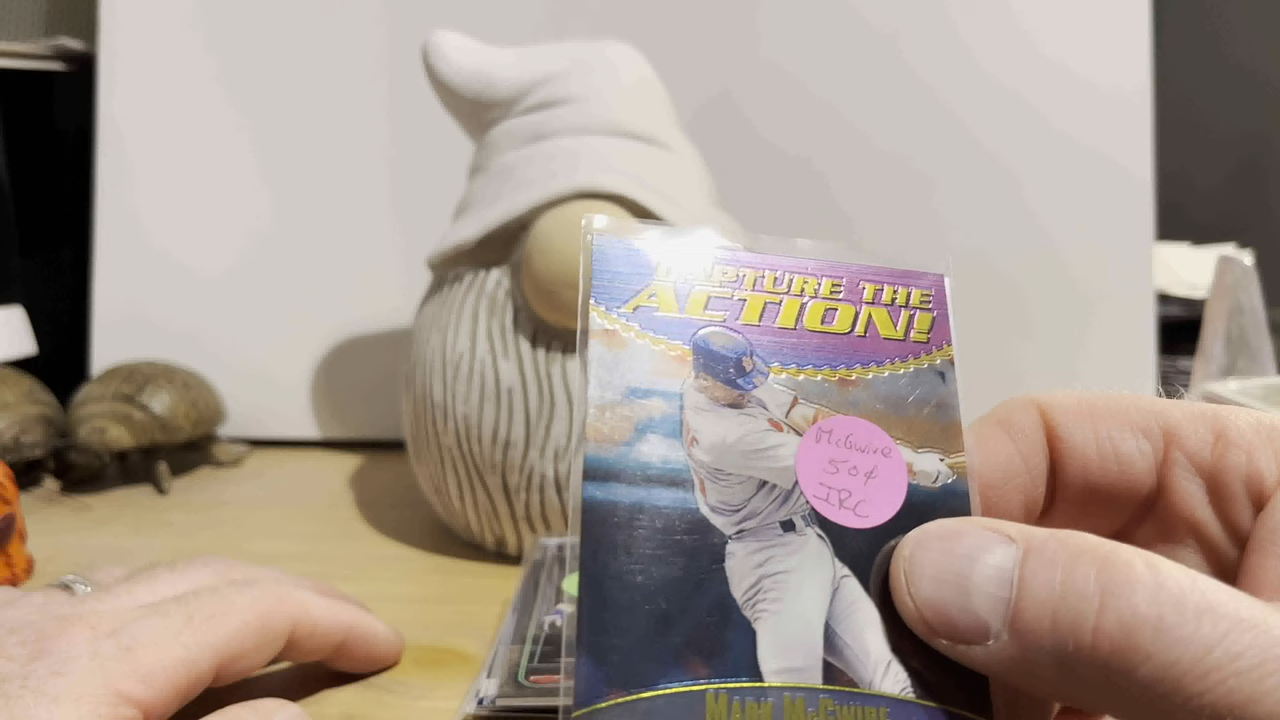 CAPTURE THE
ACTION!
McGwire
50¢
IRC
MARK MCGWIRE